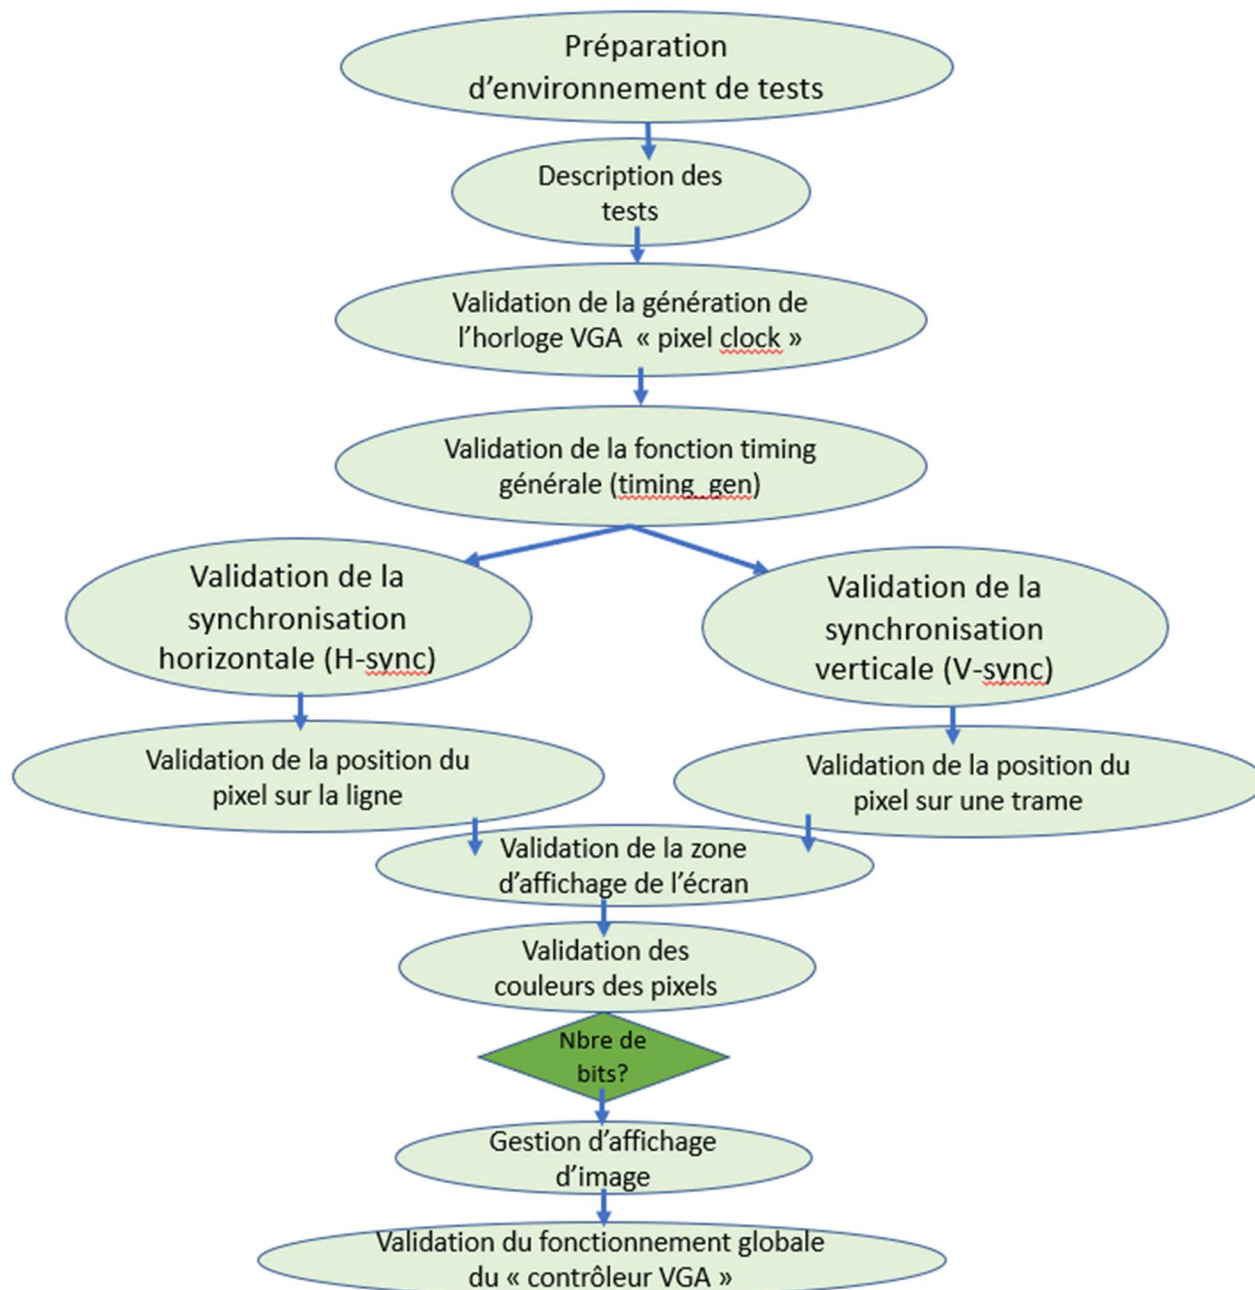 Préparation
d’environnement de tests
Description des
tests
Validation de la génération de
l’horloge VGA « pixel clock »
Validation de la fonction timing
générale (timing_gen)
Validation de la
synchronisation
horizontale (H-sync)
Validation de la
synchronisation
verticale (V-sync)
Validation de la position du
pixel sur la ligne
Validation de la position du
pixel sur une trame
Validation de la zone
d’affichage de l’écran
Validation des
couleurs des pixels
Nbre de
bits?
Gestion d’affichage
d’image
Validation du fonctionnement globale
du « contrôleur VGA »